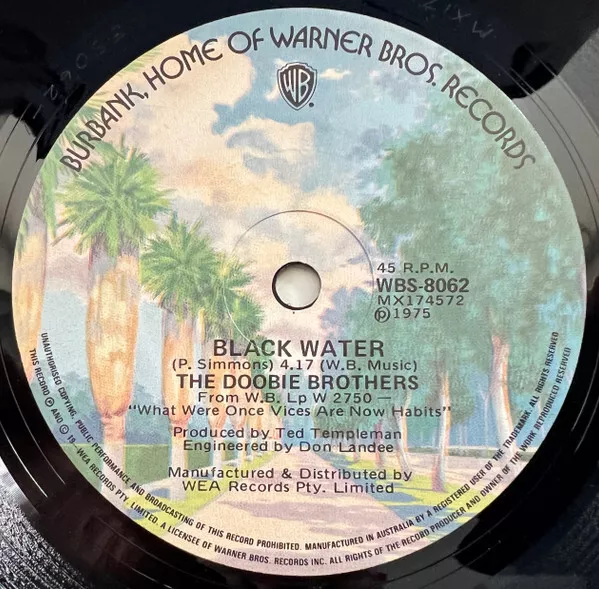 BURBANK, HOME OF WARNER BROS. RECORDS
WB
45 R.P.M.
WBS-8062
MX174572
Ⓟ1975
BLACK WATER
(P. Simmons) 4.17 (W.B. Music)
THE DOOBIE BROTHERS
From W.B. Lp W 2750 —
"What Were Once Vices Are Now Habits"
Produced by Ted Templeman
Engineered by Don Landee
Manufactured & Distributed by
WEA Records Pty. Limited
UNAUTHORISED COPYING, PUBLIC PERFORMANCE AND BROADCASTING OF THIS RECORD PROHIBITED. MANUFACTURED IN AUSTRALIA BY A REGISTERED USER OF THE TRADEMARK. ALL RIGHTS RESERVED
THIS RECORD Ⓟ AND © 19 WEA RECORDS PTY. LIMITED. A LICENSEE OF WARNER BROS. RECORDS INC. ALL RIGHTS OF THE RECORD PRODUCER AND OWNER OF THE WORK REPRODUCED RESERVED